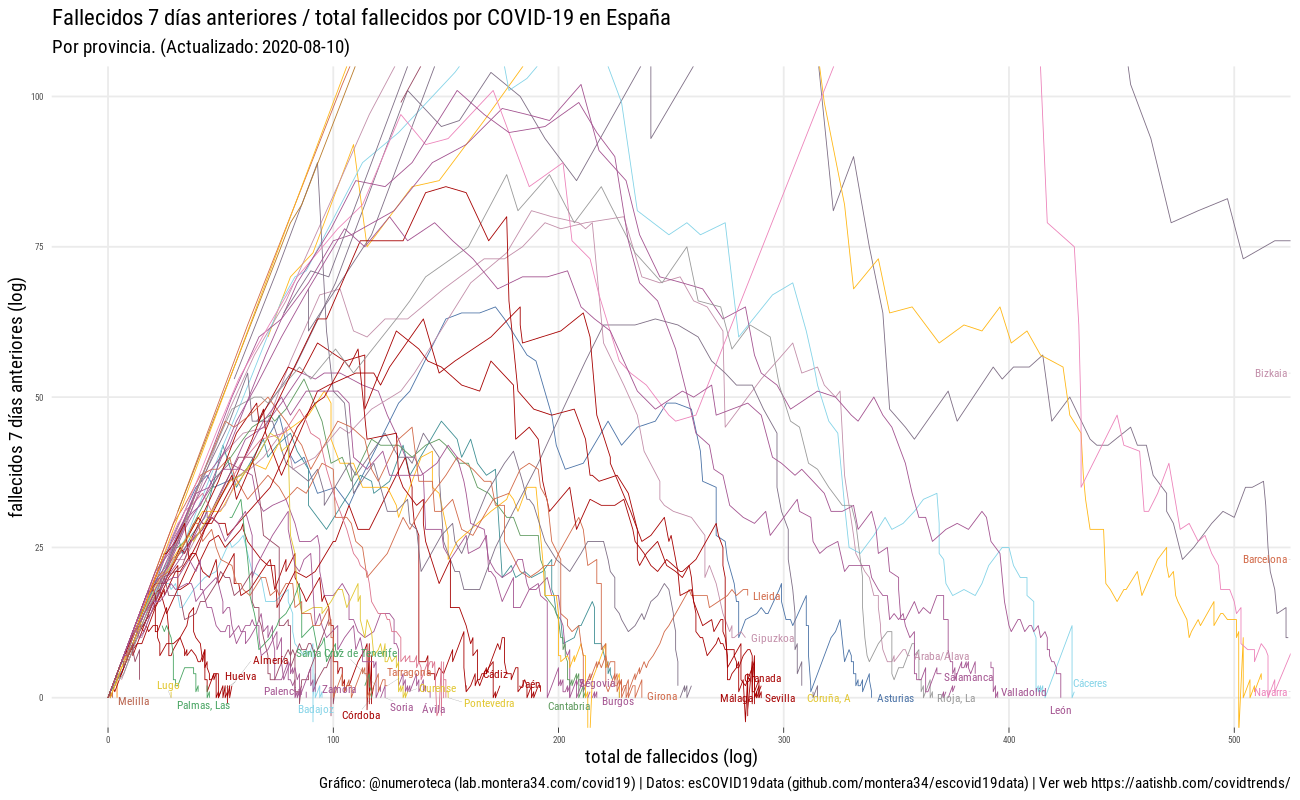 Fallecidos 7 días anteriores / total fallecidos por COVID-19 en España
Por provincia. (Actualizado: 2020-08-10)
fallecidos 7 días anteriores (log)
100
75
50
25
0
Bizkaia
Barcelona
Lleida
Gipuzkoa
Santa Cruz de Tenerife
Araba/Álava
Almería
Tarragona
Cádiz
Huelva
Granada
Salamanca
Lugo
Palencia
Zamora
Ourense
Jaén
Segovia
Cáceres
Melilla
Palmas, Las
Badajoz
Córdoba
Soria
Ávila
Pontevedra
Cantabria
Burgos
Girona
Málaga
Sevilla
Coruña, A
Asturias
Rioja, La
Valladolid
León
Navarra
0
100
200
300
400
500
total de fallecidos (log)
Gráfico: @numeroteca (lab.montera34.com/covid19) | Datos: esCOVID19data (github.com/montera34/escovid19data) | Ver web https://aatishb.com/covidtrends/